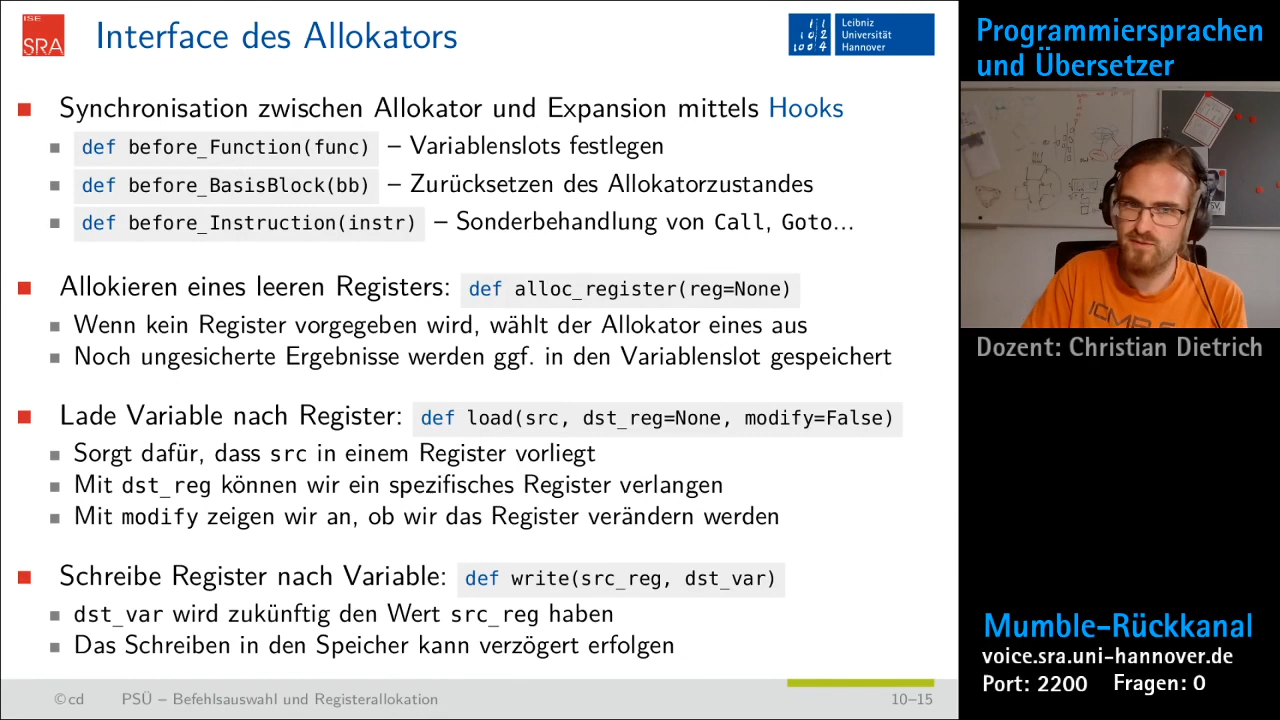 ISE
SRA
Interface des Allokators
Leibniz
Universität
Hannover
Synchronisation zwischen Allokator und Expansion mittels Hooks
def before_Function(func) – Variablenslots festlegen
def before_BasisBlock(bb) – Zurücksetzen des Allokatorzustandes
def before_Instruction(instr) – Sonderbehandlung von Call, Goto...
Allokieren eines leeren Registers: def alloc_register(reg=None)
Wenn kein Register vorgegeben wird, wählt der Allokator eines aus
Noch ungesicherte Ergebnisse werden ggf. in den Variablenslot gespeichert
Lade Variable nach Register: def load(src, dst_reg=None, modify=False)
Sorgt dafür, dass src in einem Register vorliegt
Mit dst_reg können wir ein spezifisches Register verlangen
Mit modify zeigen wir an, ob wir das Register verändern werden
Schreibe Register nach Variable: def write(src_reg, dst_var)
dst_var wird zukünftig den Wert src_reg haben
Das Schreiben in den Speicher kann verzögert erfolgen
©cd PSÜ – Befehlsauswahl und Registerallokation 10–15
Programmiersprachen
und Übersetzer
Dozent: Christian Dietrich
Mumble-Rückkanal
voice.sra.uni-hannover.de
Port: 2200 Fragen: 0